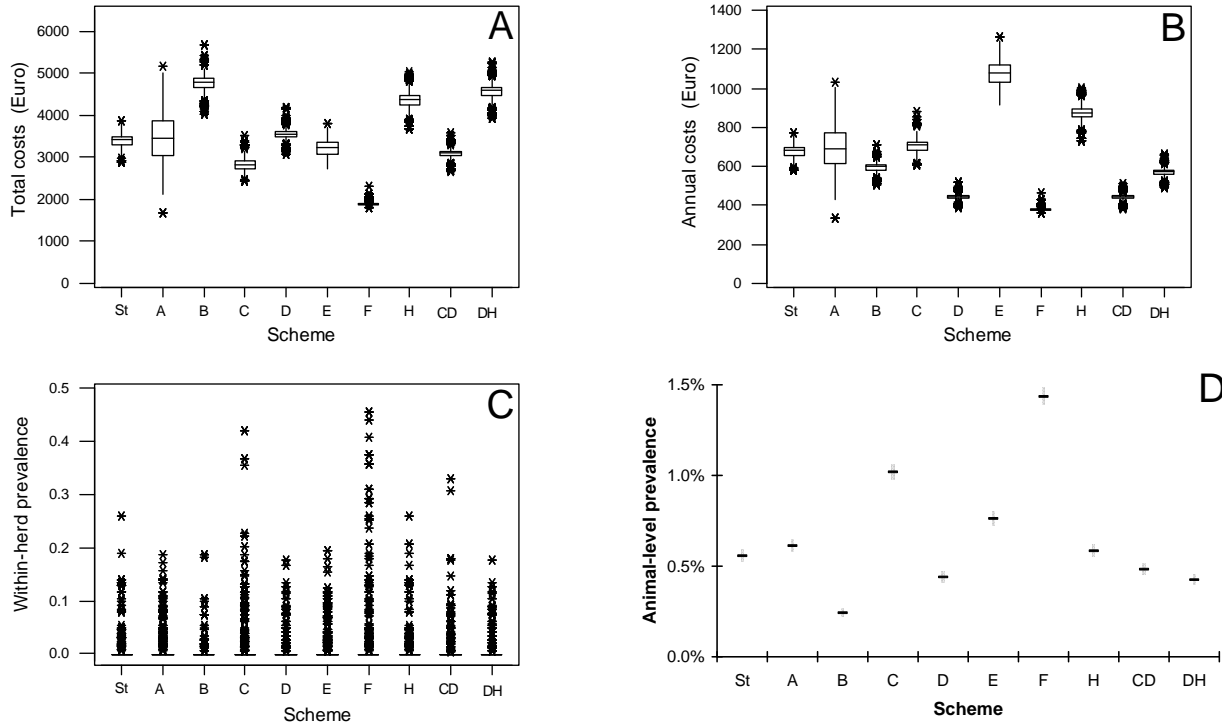 A
Total costs (Euro)
6000
5000
4000
3000
2000
1000
0
St A B C D E F H CD DH
Scheme
B
Annual costs (Euro)
1400
1200
1000
800
600
400
200
0
St A B C D E F H CD DH
Scheme
C
Within-herd prevalence
0.5
0.4
0.3
0.2
0.1
0.0
St A B C D E F H CD DH
Scheme
D
Animal-level prevalence
1.5%
1.0%
0.5%
0.0%
St A B C D E F H CD DH
Scheme